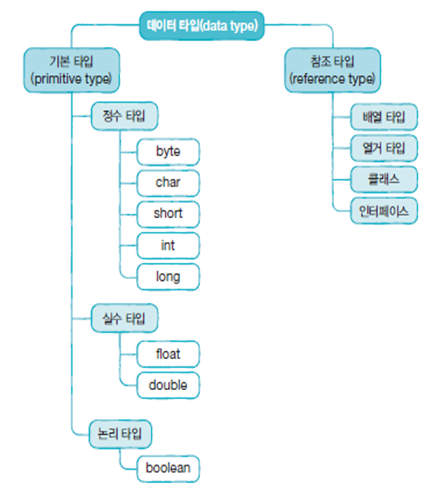 데이터 타입(data type)
기본 타입
(primitive type)
정수 타입
byte
char
short
int
long
실수 타입
float
double
논리 타입
boolean
참조 타입
(reference type)
배열 타입
열거 타입
클래스
인터페이스